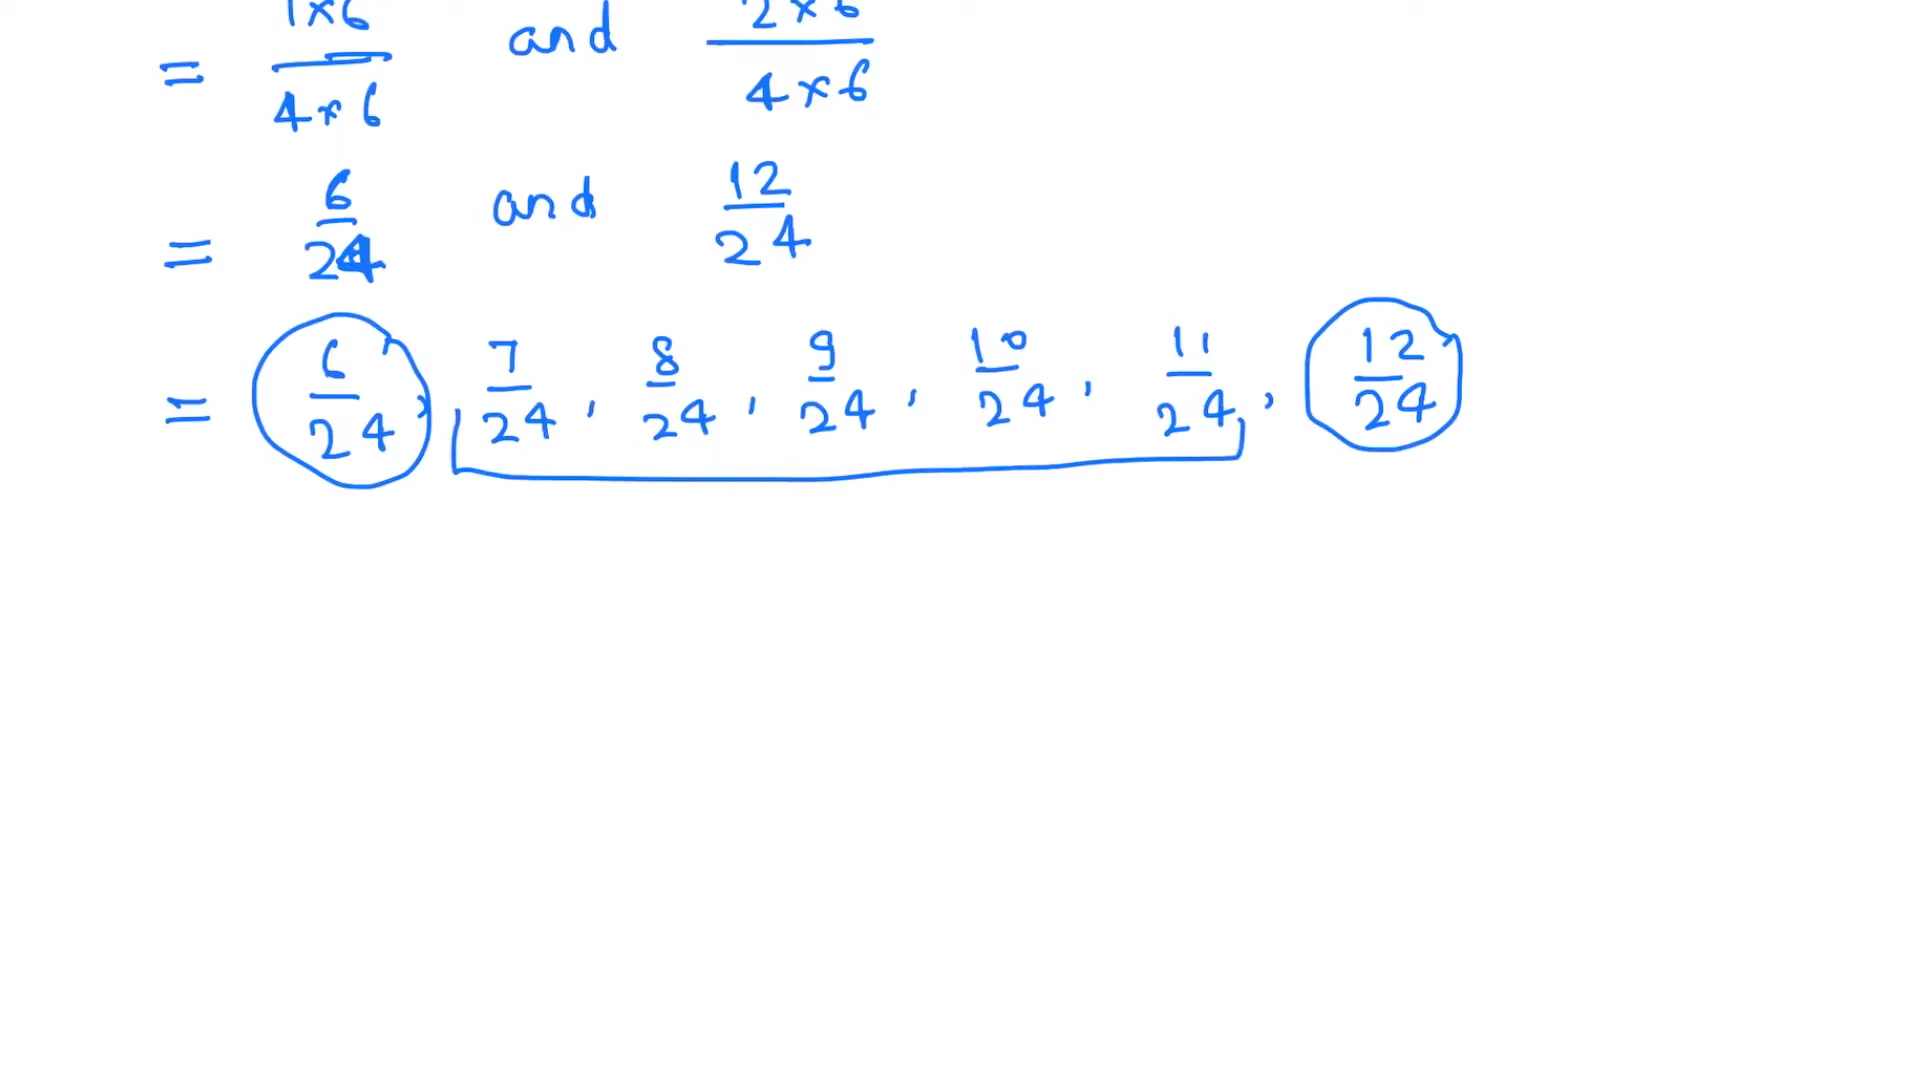 = 1×6/4×6 and 2×6/4×6
= 6/24 and 12/24
= 6/24, 7/24, 8/24, 9/24, 10/24, 11/24, 12/24